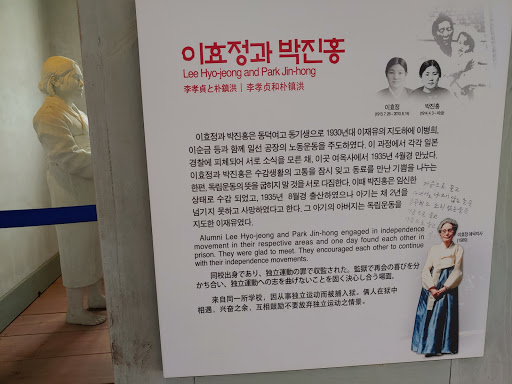 이효정과 박진홍
Lee Hyo-jeong and Park Jin-hong
李孝貞と朴鎮洪 | 李孝贞和朴镇洪
이효정
박진홍
이효정과 박진홍은 동덕여고 동기생으로 1930년대 이재유의 지도하에 이병희,
이순금 등과 함께 일선 공장의 노동운동을 주도하였다. 이 과정에서 각각 일본
경찰에 피체되어 서로 소식을 모른 채, 이곳 여옥사에서 1935년 4월경 만났다.
이효정과 박진홍은 수감생활의 고통을 잠시 잊고 동료를 만난 기쁨을 나누는
한편, 독립운동의 뜻을 굽히지 말 것을 서로 다짐한다. 이때 박진홍은 임신한
상태로 수감 되었고, 1935년 8월경 출산하였으나 아기는 채 2년을
넘기지 못하고 사망하였다고 한다. 그 아기의 아버지는 독립운동을
지도한 이재유였다.
Alumni Lee Hyo-jeong and Park Jin-hong engaged in independence
movement in their respective areas and one day found each other in
prison. They were glad to meet. They encouraged each other to continue
with their independence movements.
同校出身であり、独立運動の罪で収監された。監獄で再会の喜びを分
かち合い、独立運動への志を曲げないことを固く決心し合う場面。
来自同一所学校，因从事独立运动而被捕入狱。俩人在狱中
相遇，兴奋之余，互相鼓励不要放弃独立运动之情景。